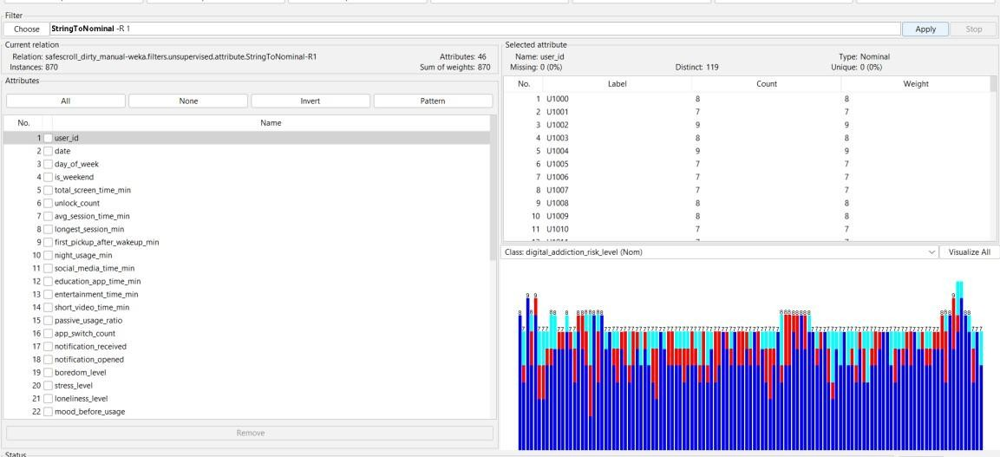 Filter
Choose StringToNominal -R 1 Apply Stop
Current relation
Relation: safescroll_dirty_manual-weka.filters.unsupervised.attribute.StringToNominal-R1 Attributes: 46
Instances: 870 Sum of weights: 870
Attributes
All None Invert Pattern
No. Name
1 user_id
2 date
3 day_of_week
4 is_weekend
5 total_screen_time_min
6 unlock_count
7 avg_session_time_min
8 longest_session_min
9 first_pickup_after_wakeup_min
10 night_usage_min
11 social_media_time_min
12 education_app_time_min
13 entertainment_time_min
14 short_video_time_min
15 passive_usage_ratio
16 app_switch_count
17 notification_received
18 notification_opened
19 boredom_level
20 stress_level
21 loneliness_level
22 mood_before_usage
Remove
Status
Selected attribute
Name: user_id Type: Nominal
Missing: 0 (0%) Distinct: 119 Unique: 0 (0%)
No. Label Count Weight
1 U1000 8 8
2 U1001 7 7
3 U1002 9 9
4 U1003 8 8
5 U1004 9 9
6 U1005 7 7
7 U1006 7 7
8 U1007 7 7
9 U1008 8 8
10 U1009 8 8
11 U1010 7 7
Class: digital_addiction_risk_level (Nom) Visualize All